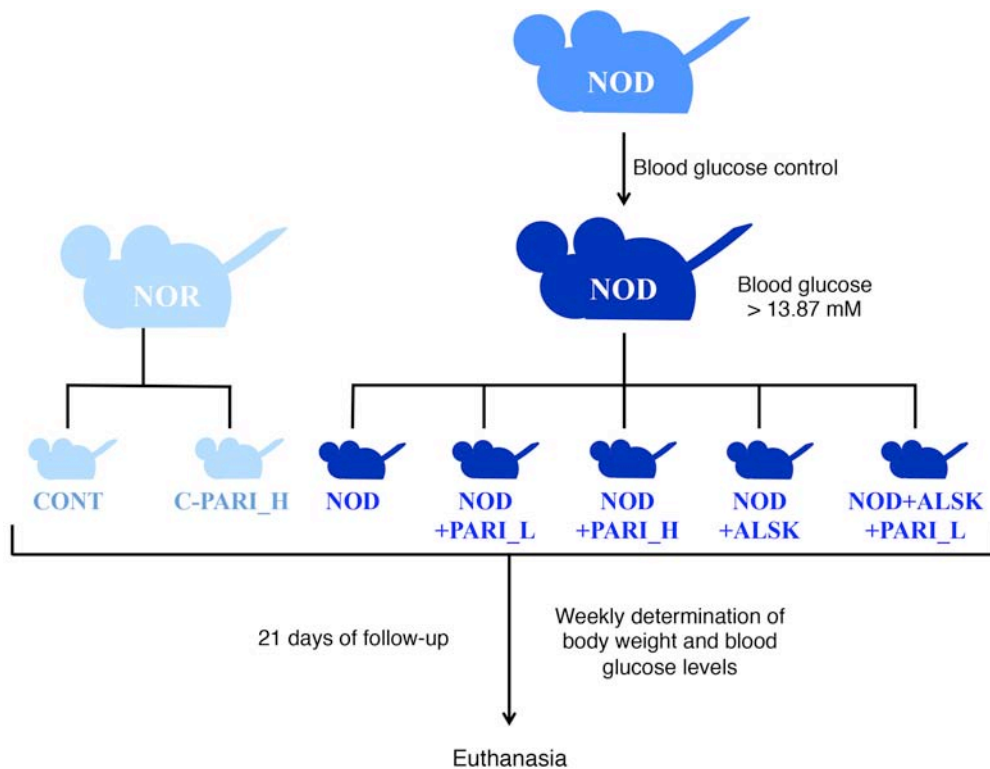 NOD
Blood glucose control
NOR
NOD
Blood glucose
> 13.87 mM
CONT
C-PARI_H
NOD
NOD
+PARI_L
NOD
+PARI_H
NOD
+ALSK
NOD+ALSK
+PARI_L
21 days of follow-up
Weekly determination of
body weight and blood
glucose levels
Euthanasia